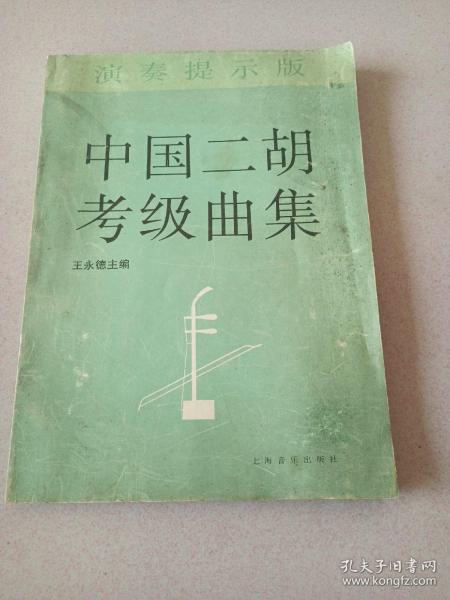 演奏提示版
中国二胡
考级曲集
王永德主编
上海音乐出版社
孔夫子旧书网
www.kongfz.com